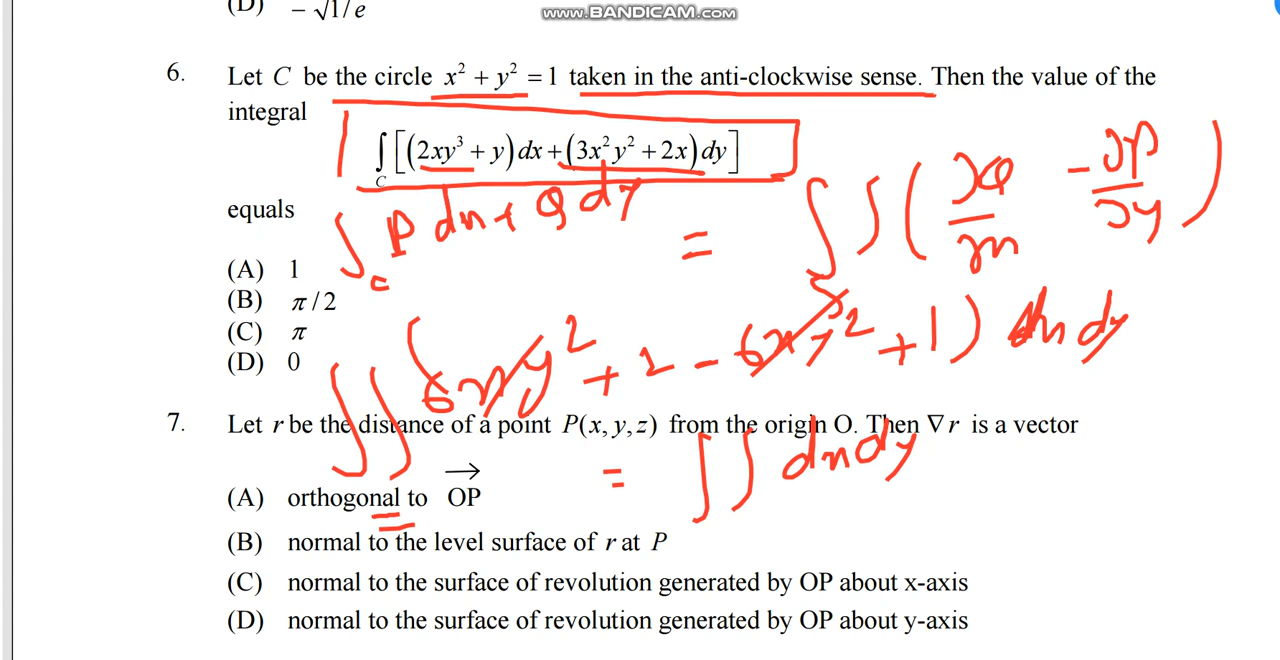 (D) − √1/e
www.BANDICAM.com
6. Let C be the circle x² + y² = 1 taken in the anti-clockwise sense. Then the value of the
integral
∫_C [(2xy³ + y) dx + (3x²y² + 2x) dy]
equals
∫_C P dx + Q dy = ∫∫ (∂Q/∂x − ∂P/∂y)
(A) 1
(B) π / 2
(C) π
(D) 0
∫∫ (6xy² + 2 − 6xy² + 1) dx dy
7. Let r be the distance of a point P(x, y, z) from the origin O. Then ∇r is a vector
= ∫∫ dx dy
(A) orthogonal to OP→
(B) normal to the level surface of r at P
(C) normal to the surface of revolution generated by OP about x-axis
(D) normal to the surface of revolution generated by OP about y-axis